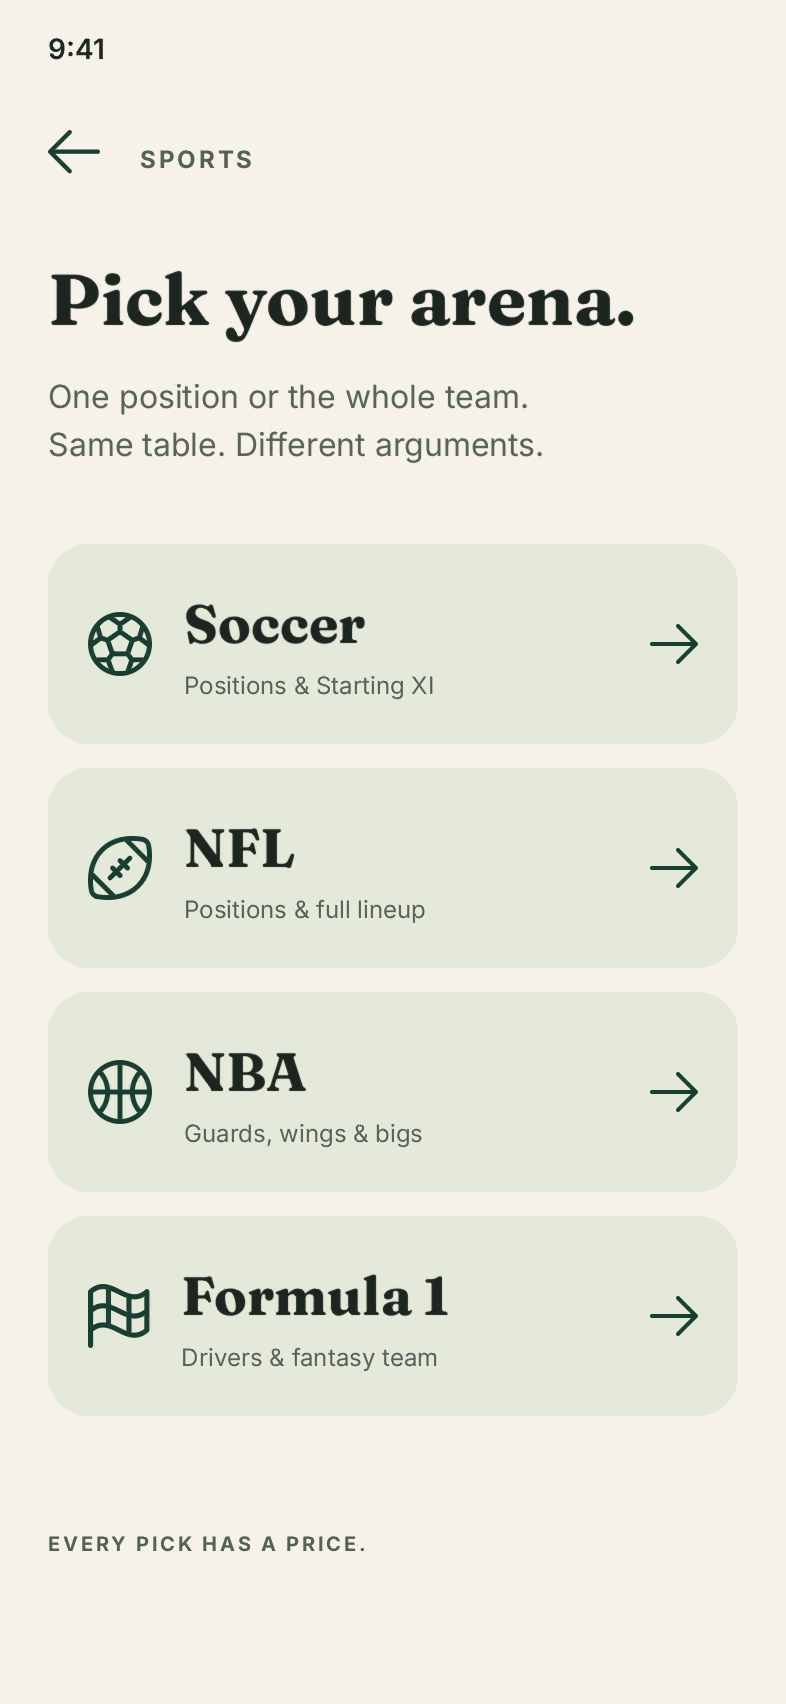 9:41
SPORTS
Pick your arena.
One position or the whole team.
Same table. Different arguments.
Soccer
Positions & Starting XI
NFL
Positions & full lineup
NBA
Guards, wings & bigs
Formula 1
Drivers & fantasy team
EVERY PICK HAS A PRICE.